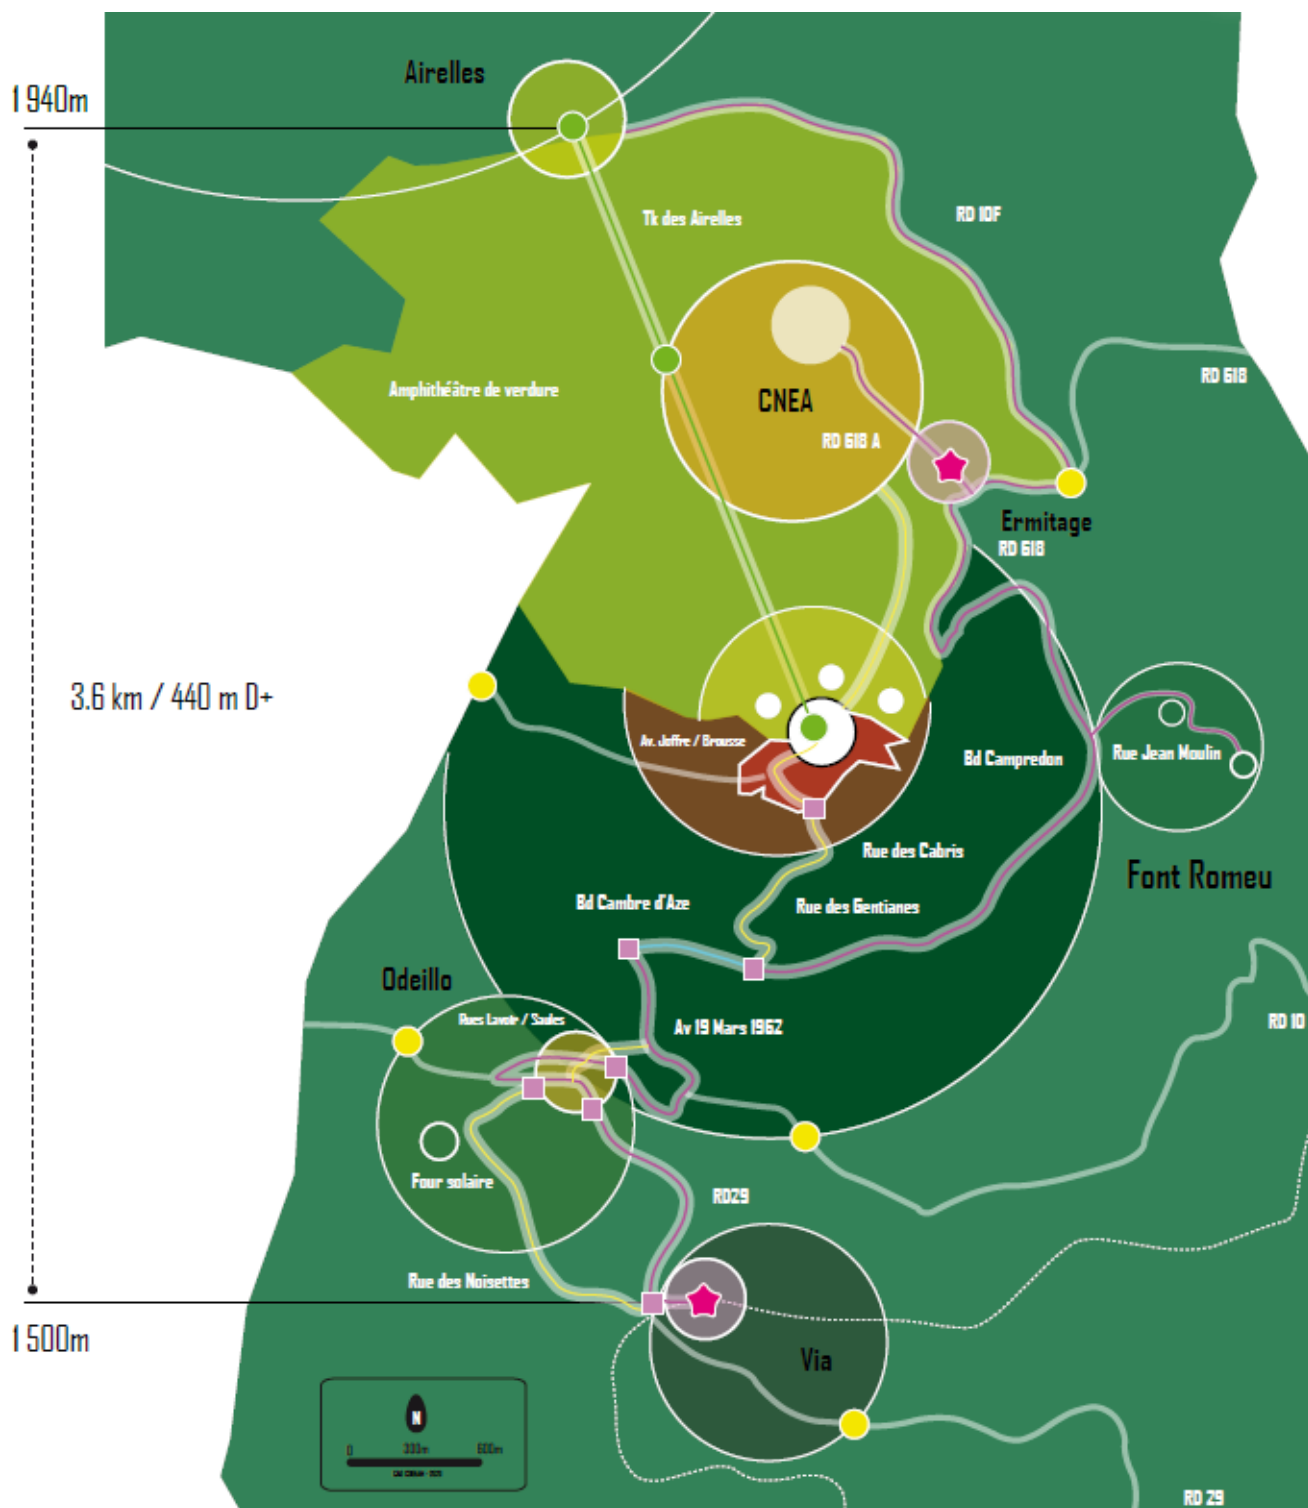 Airelles
1 940m
Tk des Airelles
RD 10F
RD 618
Amphithéâtre de verdure
CNEA
RD 618 A
Ermitage
RD 618
3.6 km / 440 m D+
Av. Joffre / Brousse
Bd Campredon
Rue Jean Moulin
Rue des Cabris
Font Romeu
Bd Cambre d'Aze
Rue des Gentianes
Odeillo
Rues Lavoir / Saules
Av 19 Mars 1962
RD 10
Four solaire
RD29
Rue des Noisettes
1 500m
Via
N
0 300m 600m
RD 29